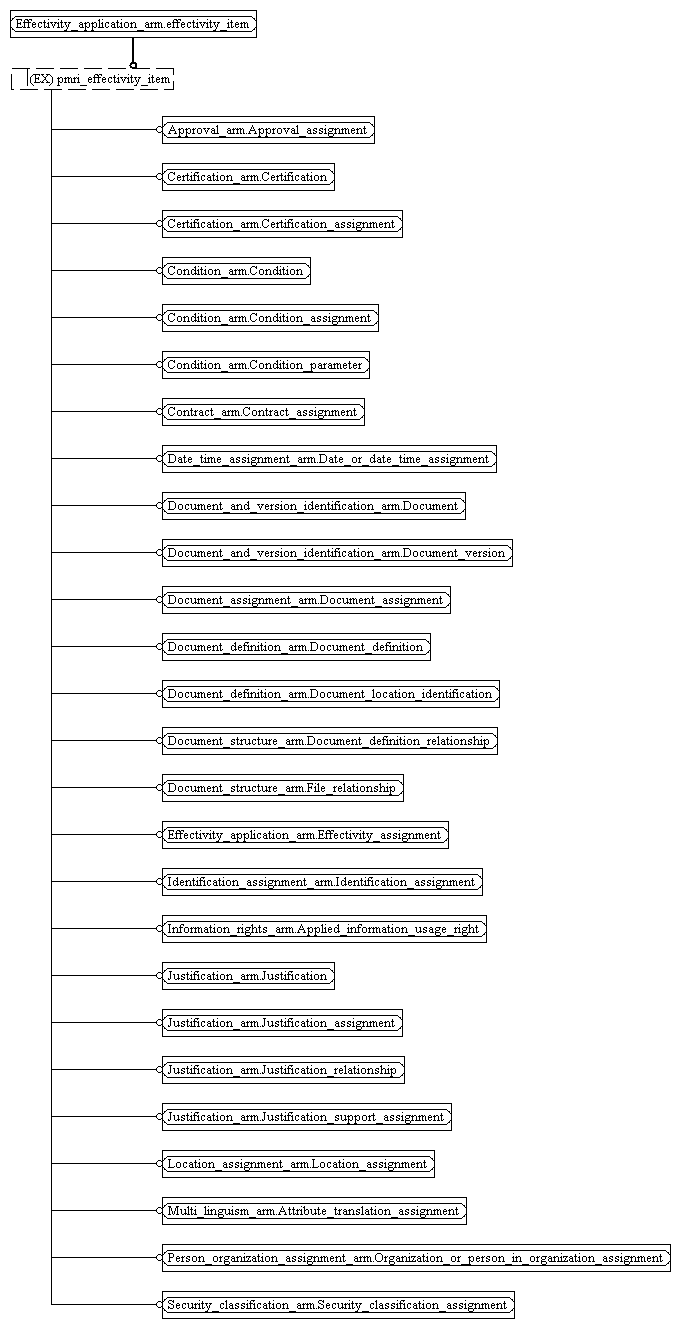 Effectivity_application_arm.effectivity_item
(EX) pmri_effectivity_item
Approval_arm.Approval_assignment
Certification_arm.Certification
Certification_arm.Certification_assignment
Condition_arm.Condition
Condition_arm.Condition_assignment
Condition_arm.Condition_parameter
Contract_arm.Contract_assignment
Date_time_assignment_arm.Date_or_date_time_assignment
Document_and_version_identification_arm.Document
Document_and_version_identification_arm.Document_version
Document_assignment_arm.Document_assignment
Document_definition_arm.Document_definition
Document_definition_arm.Document_location_identification
Document_structure_arm.Document_definition_relationship
Document_structure_arm.File_relationship
Effectivity_application_arm.Effectivity_assignment
Identification_assignment_arm.Identification_assignment
Information_rights_arm.Applied_information_usage_right
Justification_arm.Justification
Justification_arm.Justification_assignment
Justification_arm.Justification_relationship
Justification_arm.Justification_support_assignment
Location_assignment_arm.Location_assignment
Multi_linguism_arm.Attribute_translation_assignment
Person_organization_assignment_arm.Organization_or_person_in_organization_assignment
Security_classification_arm.Security_classification_assignment